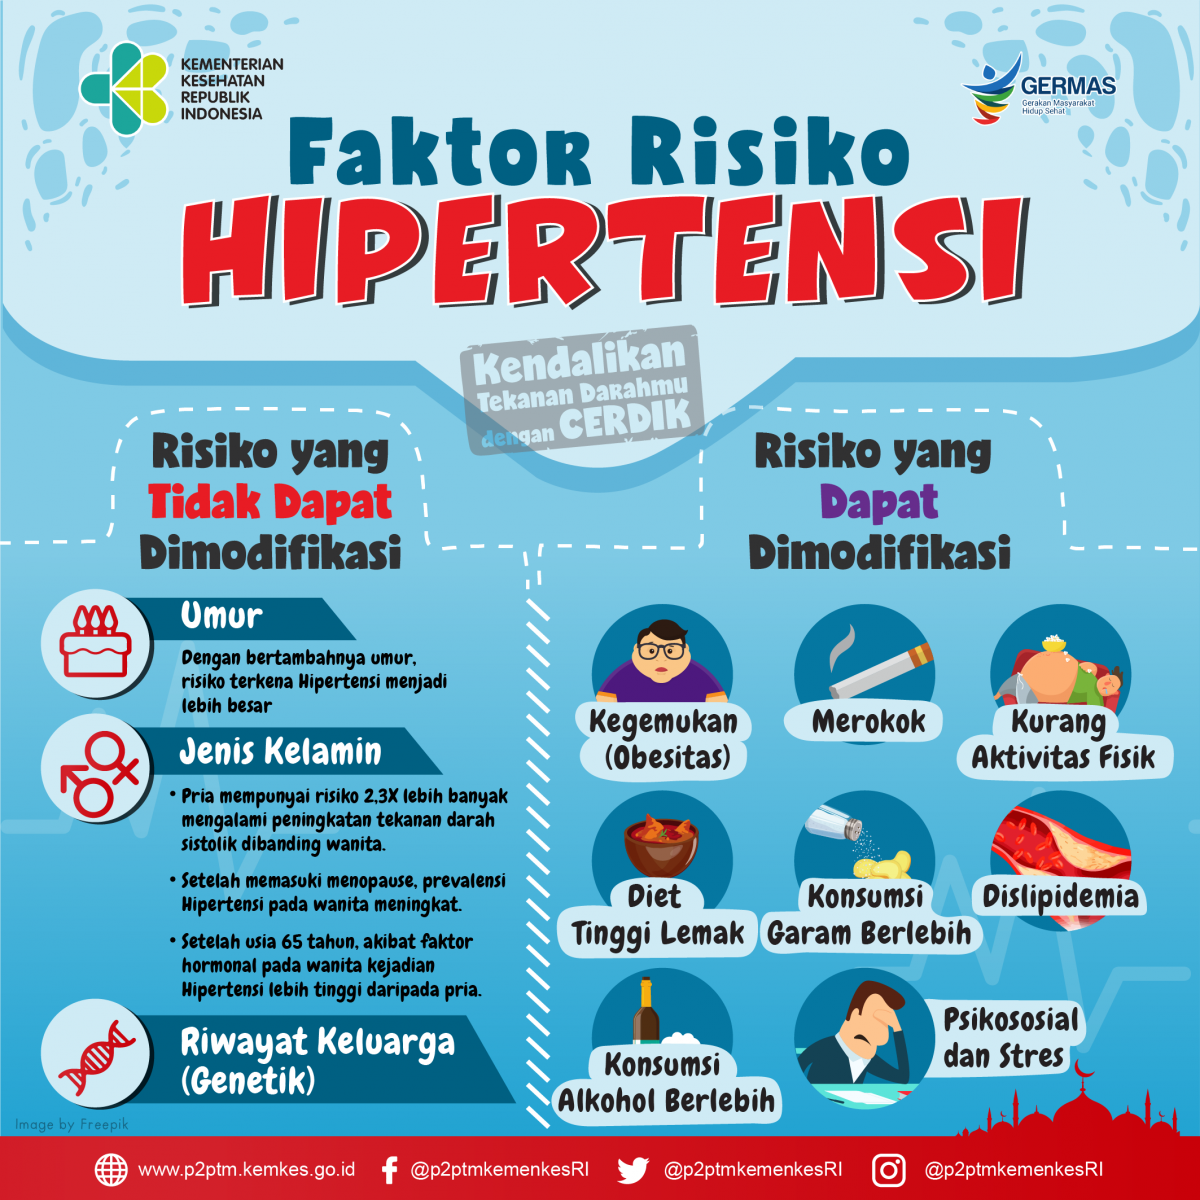 KEMENTERIAN
KESEHATAN
REPUBLIK
INDONESIA
GERMAS
Gerakan Masyarakat
Hidup Sehat
Faktor Risiko
HIPERTENSI
Kendalikan
Tekanan Darahmu
dengan CERDIK
Risiko yang
Tidak Dapat
Dimodifikasi
Umur
Dengan bertambahnya umur,
risiko terkena Hipertensi menjadi
lebih besar
Jenis Kelamin
• Pria mempunyai risiko 2,3X lebih banyak
mengalami peningkatan tekanan darah
sistolik dibanding wanita.
• Setelah memasuki menopause, prevalensi
Hipertensi pada wanita meningkat.
• Setelah usia 65 tahun, akibat faktor
hormonal pada wanita kejadian
Hipertensi lebih tinggi daripada pria.
Riwayat Keluarga
(Genetik)
Risiko yang
Dapat
Dimodifikasi
Kegemukan
(Obesitas)
Merokok
Kurang
Aktivitas Fisik
Diet
Tinggi Lemak
Konsumsi
Garam Berlebih
Dislipidemia
Konsumsi
Alkohol Berlebih
Psikososial
dan Stres
Image by Freepik
www.p2ptm.kemkes.go.id
@p2ptmkemenkesRI
@p2ptmkemenkesRI
@p2ptmkemenkesRI